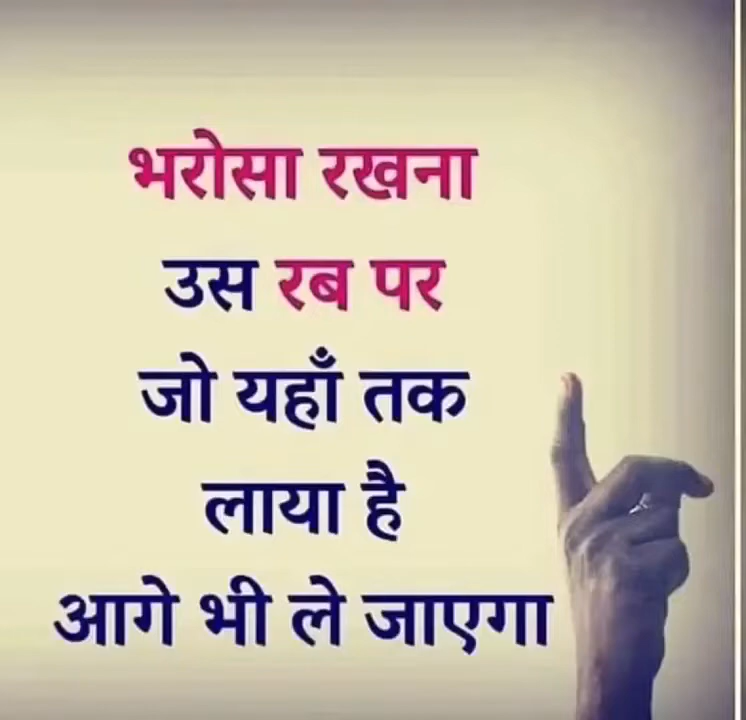 भरोसा रखना
उस रब पर
जो यहाँ तक
लाया है
आगे भी ले जाएगा